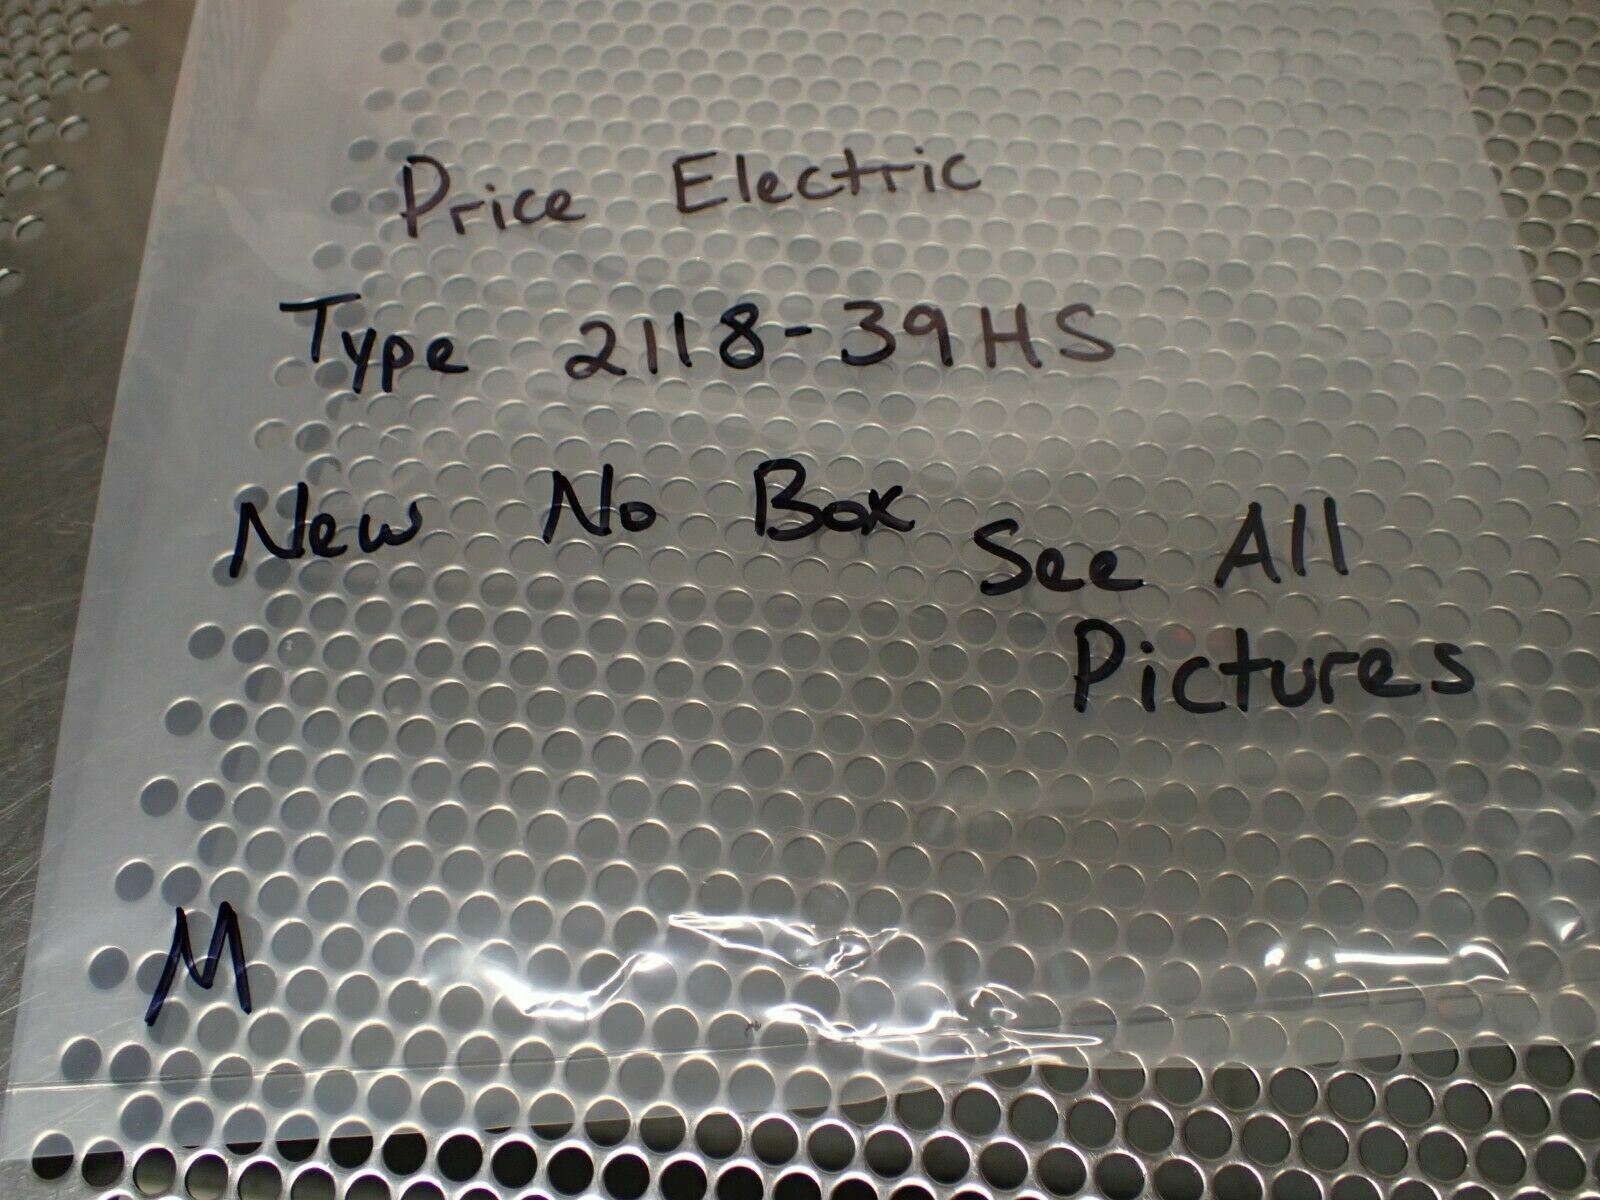 Price Electric
Type 2118-39HS
New No Box See All
Pictures
M